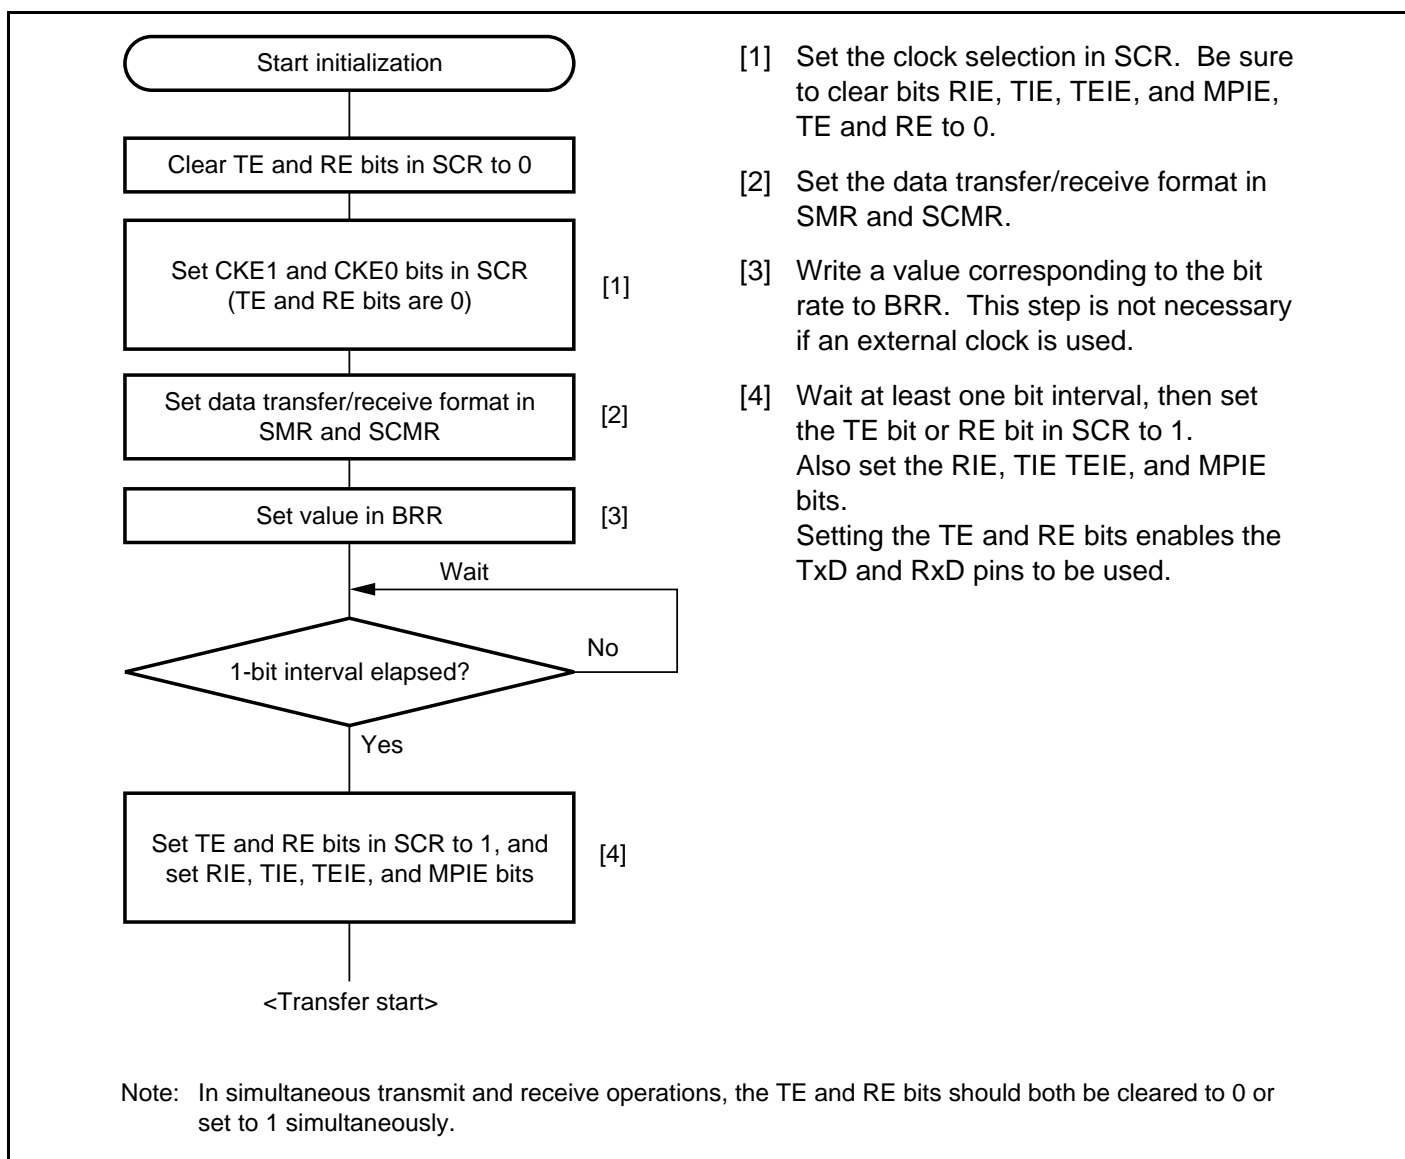 Start initialization
Clear TE and RE bits in SCR to 0
Set CKE1 and CKE0 bits in SCR
(TE and RE bits are 0)
[1]
Set data transfer/receive format in
SMR and SCMR
[2]
Set value in BRR
[3]
Wait
No
1-bit interval elapsed?
Yes
Set TE and RE bits in SCR to 1, and
set RIE, TIE, TEIE, and MPIE bits
[4]
<Transfer start>
[1] Set the clock selection in SCR. Be sure
to clear bits RIE, TIE, TEIE, and MPIE,
TE and RE to 0.
[2] Set the data transfer/receive format in
SMR and SCMR.
[3] Write a value corresponding to the bit
rate to BRR. This step is not necessary
if an external clock is used.
[4] Wait at least one bit interval, then set
the TE bit or RE bit in SCR to 1.
Also set the RIE, TIE TEIE, and MPIE
bits.
Setting the TE and RE bits enables the
TxD and RxD pins to be used.
Note: In simultaneous transmit and receive operations, the TE and RE bits should both be cleared to 0 or
set to 1 simultaneously.